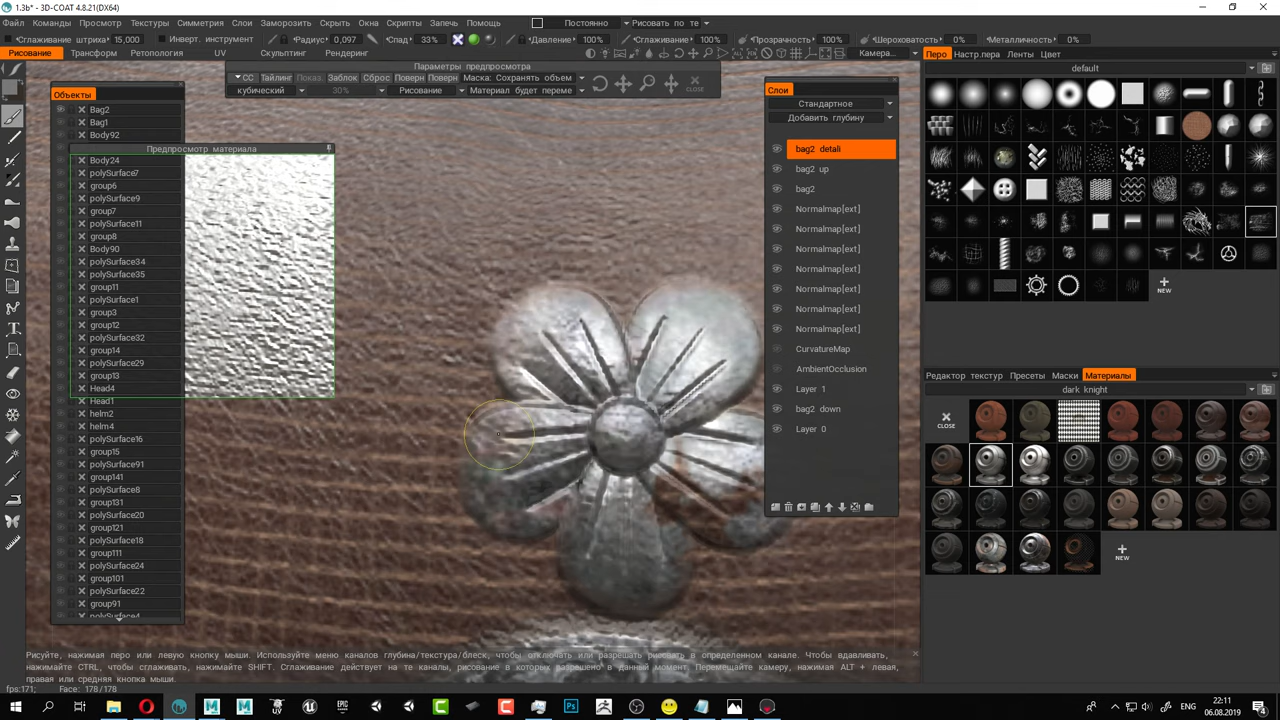 1.3b* - 3D-COAT 4.8.21(DX64)
Файл Команды Просмотр Текстуры Симметрия Слои Заморозить Скрыть Окна Скрипты Запечь Помощь Постоянно Рисовать по те
Сглаживание штриха 15,000 Инверт. инструмент Радиус 0,097 Спад 33% Давление 100% Сглаживание 100% Прозрачность 100% Шероховатость 0% Металличность 0%
Рисование Трансформ Ретопология UV Скульптинг Рендеринг Камера...
Параметры предпросмотра
CC Тайлинг Показ. Заблок Сброс Поверн Поверн Маска: Сохранять объем
кубический 30% Рисование Материал будет переме
CLOSE
Объекты
Bag2
Bag1
Body92
Предпросмотр материала
Body24
polySurface7
group6
polySurface9
group7
polySurface11
group8
Body90
polySurface34
polySurface35
group11
polySurface1
group3
group12
polySurface32
group14
polySurface29
group13
Head4
Head1
helm2
helm4
polySurface16
group15
polySurface91
group141
polySurface8
group131
polySurface20
group121
polySurface18
group111
polySurface24
group101
polySurface22
group91
polySurface4
Слои
Стандартное
Добавить глубину
bag2 detali
bag2 up
bag2
Normalmap[ext]
Normalmap[ext]
Normalmap[ext]
Normalmap[ext]
Normalmap[ext]
Normalmap[ext]
Normalmap[ext]
CurvatureMap
AmbientOcclusion
Layer 1
bag2 down
Layer 0
Перо Маски Настр.пера Ленты Цвет
default
NEW
Редактор текстур Пресеты Маски Материалы
dark knight
CLOSE
NEW
Рисуйте, нажимая перо или левую кнопку мыши. Используйте меню каналов глубина/текстура/блеск, чтобы отключить или разрешать рисовать в определенном канале. Чтобы вдавливать,
нажимайте CTRL, чтобы сглаживать, нажимайте SHIFT. Сглаживание действует на те каналы, рисование в которых разрешено в данный момент. Перемещайте камеру, нажимая ALT + левая,
правая или средняя кнопка мыши.
fps:171; Face: 178/178
EPIC Ps UV
ENG
22:11
06.08.2019